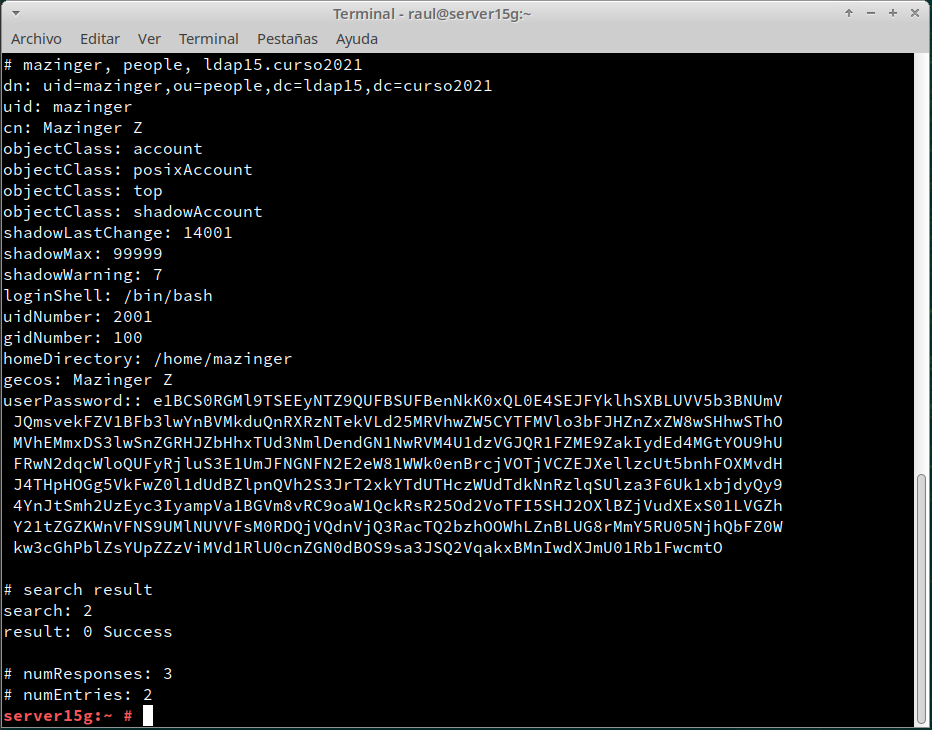 Terminal - raul@server15g:~
Archivo Editar Ver Terminal Pestañas Ayuda
# mazinger, people, ldap15.curso2021
dn: uid=mazinger,ou=people,dc=ldap15,dc=curso2021
uid: mazinger
cn: Mazinger Z
objectClass: account
objectClass: posixAccount
objectClass: top
objectClass: shadowAccount
shadowLastChange: 14001
shadowMax: 99999
shadowWarning: 7
loginShell: /bin/bash
uidNumber: 2001
gidNumber: 100
homeDirectory: /home/mazinger
gecos: Mazinger Z
userPassword:: e1BCS0RGMl9TSEEyNTZ9QUFBSUFBenNkK0xQL0E4SEJFYklhSXBLUVV5b3BNUmV
JQmsvekFZV1BFb3lwYnBVMkduQnRXRzNTekVLd25MRVhwZW5CYTFMVlo3bFJHZnZxZW8wSHhwSThO
MVhEMmxDS3lwSnZGRHJZbHhxTUd3NmlDendGN1NwRVM4U1dzVGJQR1FZME9ZakIydEd4MGtYOU9hU
FRwN2dqcWloQUFyRjluS3E1UmJFNGNFN2E2eW81WWk0enBrcjVOTjVCZEJXellzcUt5bnhFOXMvdH
J4THpHOGg5VkFwZ0l1dUdBZlpnQVh2S3JrT2xkYTdUTHczWUdTdkNnRzlqSUlza3F6Uk1xbjdyQy9
4YnJtSmh2UzEyc3IyampVa1BGVm8vRC9oaW1QckRsR25Od2VoTFI5SHJ2OXlBZjVudXExS01LVGZh
Y21tZGZKWnVFNS9UMlNUVVFsM0RDQjVQdnVjQ3RacTQ2bzhOOWhLZnBLUG8rMmY5RU05NjhQbFZ0W
kw3cGhPblZsYUpZZzViMVd1RlU0cnZGN0dBOS9sa3JSQ2VqakxBMnIwdXJmU01Rb1FwcmtO
# search result
search: 2
result: 0 Success
# numResponses: 3
# numEntries: 2
server15g:~ #